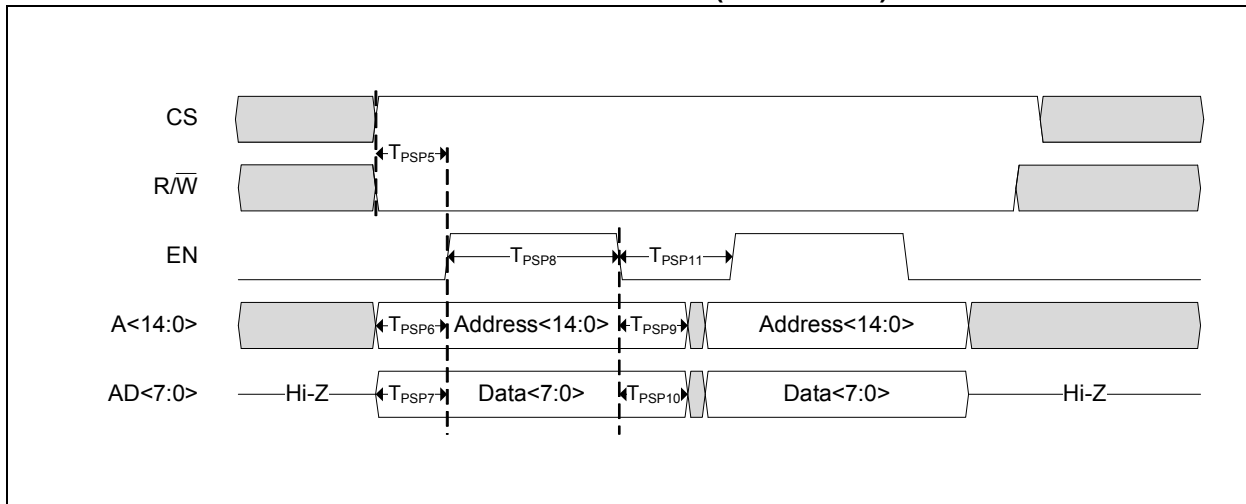 CS
T_PSP5
R/W̅
EN
T_PSP8
T_PSP11
A<14:0>
T_PSP6
Address<14:0>
T_PSP9
Address<14:0>
AD<7:0>
Hi-Z
T_PSP7
Data<7:0>
T_PSP10
Data<7:0>
Hi-Z